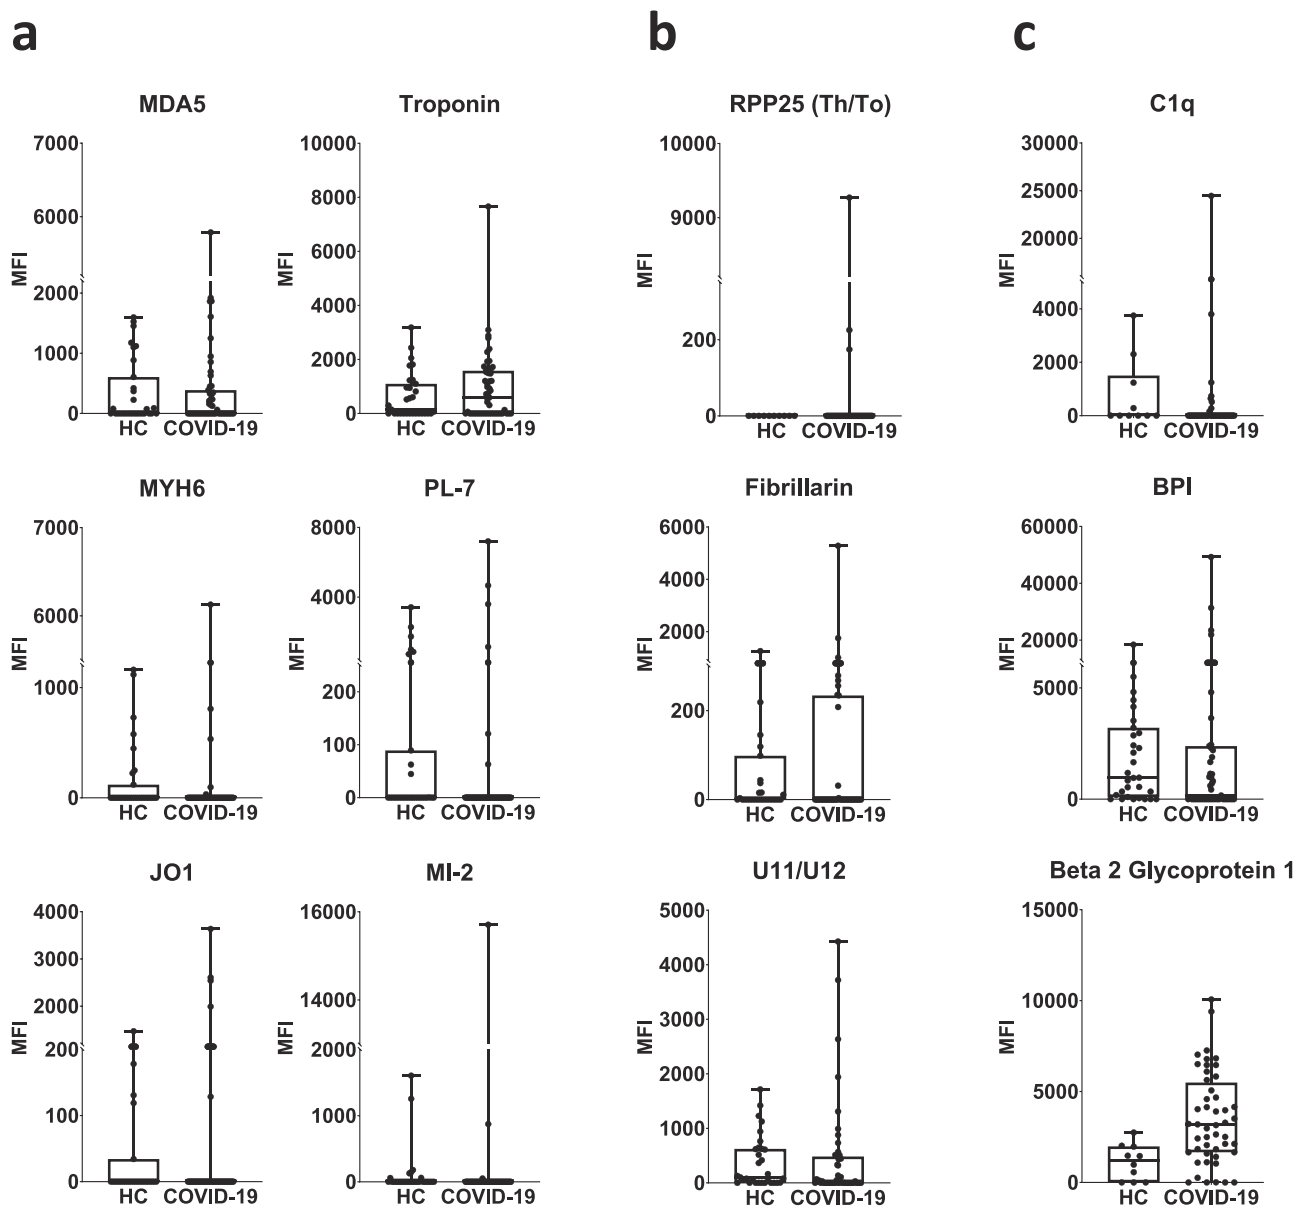 a b c
MDA5 Troponin RPP25 (Th/To) C1q
MFI
7000
6000
2000
1000
0
HC COVID-19
MFI
10000
8000
6000
4000
2000
0
HC COVID-19
MFI
10000
9000
200
0
HC COVID-19
MFI
30000
25000
20000
4000
2000
0
HC COVID-19
MYH6 PL-7 Fibrillarin BPI
MFI
7000
6000
1000
0
HC COVID-19
MFI
8000
4000
200
100
0
HC COVID-19
MFI
6000
4000
2000
200
0
HC COVID-19
MFI
60000
40000
20000
5000
0
HC COVID-19
JO1 MI-2 U11/U12 Beta 2 Glycoprotein 1
MFI
4000
3000
2000
200
100
0
HC COVID-19
MFI
16000
14000
2000
1000
0
HC COVID-19
MFI
5000
4000
3000
2000
1000
0
HC COVID-19
MFI
15000
10000
5000
0
HC COVID-19